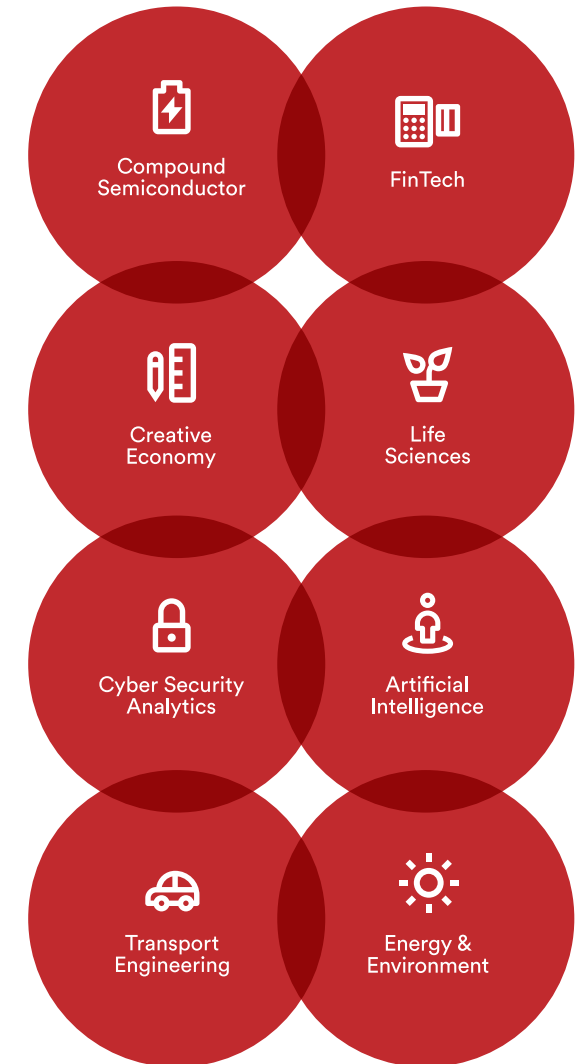 Compound
Semiconductor
FinTech
Creative
Economy
Life
Sciences
Cyber Security
Analytics
Artificial
Intelligence
Transport
Engineering
Energy &
Environment